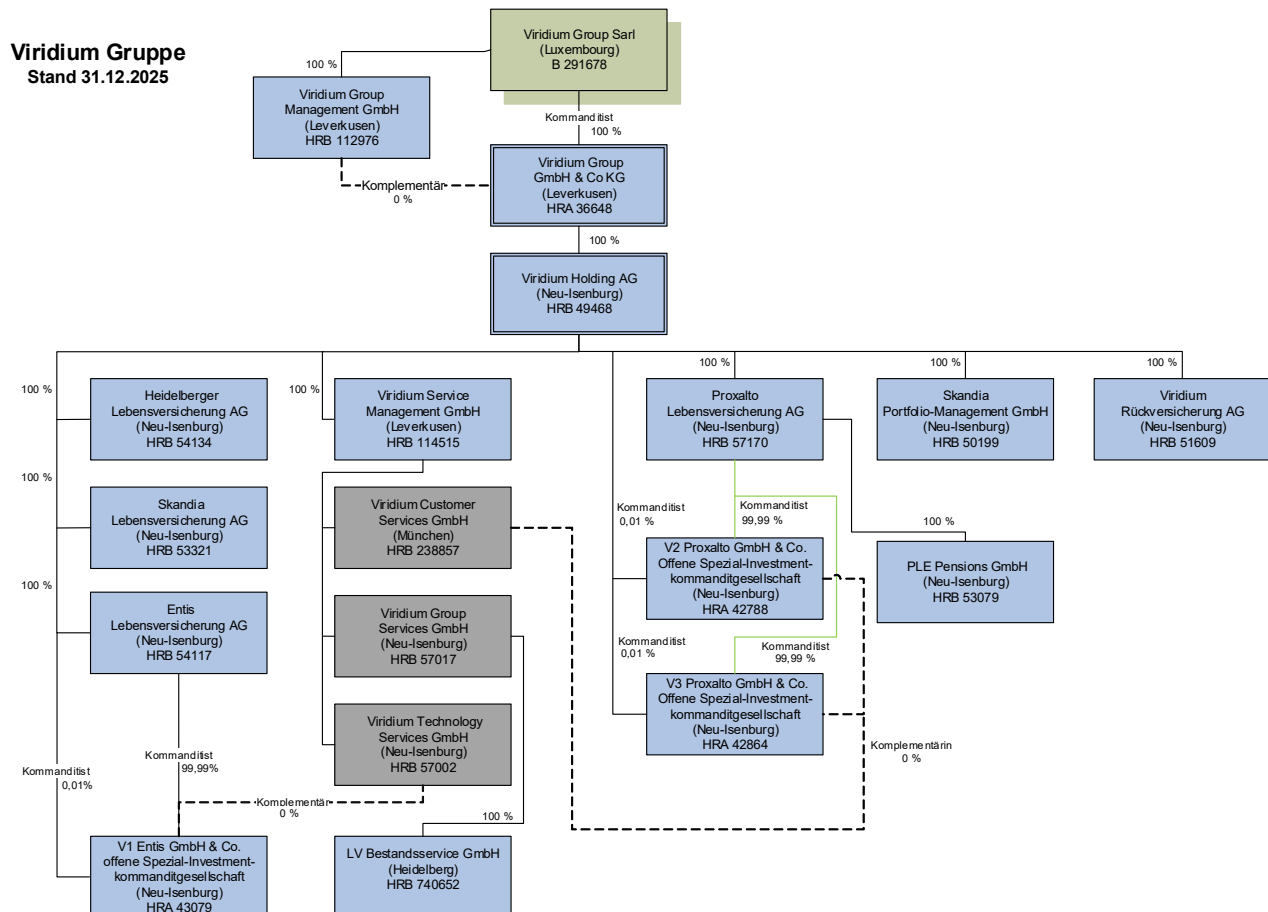 Viridium Gruppe
Stand 31.12.2025
Viridium Group Sarl
(Luxembourg)
B 291678
100 %
Viridium Group
Management GmbH
(Leverkusen)
HRB 112976
Kommanditist
100 %
Viridium Group
GmbH & Co KG
(Leverkusen)
HRA 36648
Komplementär
0 %
100 %
Viridium Holding AG
(Neu-Isenburg)
HRB 49468
100 %
Heidelberger
Lebensversicherung AG
(Neu-Isenburg)
HRB 54134
100 %
Viridium Service
Management GmbH
(Leverkusen)
HRB 114515
100 %
Proxalto
Lebensversicherung AG
(Neu-Isenburg)
HRB 57170
100 %
Skandia
Portfolio-Management GmbH
(Neu-Isenburg)
HRB 50199
100 %
Viridium
Rückversicherung AG
(Neu-Isenburg)
HRB 51609
100 %
Skandia
Lebensversicherung AG
(Neu-Isenburg)
HRB 53321
Viridium Customer
Services GmbH
(München)
HRB 238857
Kommanditist
0,01 %
Kommanditist
99,99 %
V2 Proxalto GmbH & Co.
Offene Spezial-Investment-
kommanditgesellschaft
(Neu-Isenburg)
HRA 42788
100 %
PLE Pensions GmbH
(Neu-Isenburg)
HRB 53079
100 %
Entis
Lebensversicherung AG
(Neu-Isenburg)
HRB 54117
Viridium Group
Services GmbH
(Neu-Isenburg)
HRB 57017
Kommanditist
0,01 %
Kommanditist
99,99 %
V3 Proxalto GmbH & Co.
Offene Spezial-Investment-
kommanditgesellschaft
(Neu-Isenburg)
HRA 42864
Viridium Technology
Services GmbH
(Neu-Isenburg)
HRB 57002
Komplementärin
0 %
Kommanditist
99,99%
Kommanditist
0,01%
Komplementär
0 %
100 %
V1 Entis GmbH & Co.
offene Spezial-Investment-
kommanditgesellschaft
(Neu-Isenburg)
HRA 43079
LV Bestandsservice GmbH
(Heidelberg)
HRB 740652